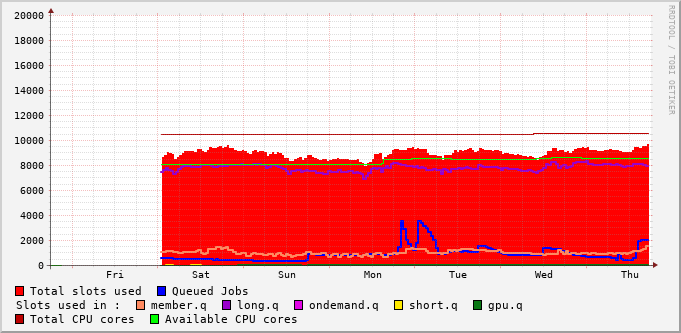 RRDTOOL / TOBI OETIKER
20000
18000
16000
14000
12000
10000
8000
6000
4000
2000
0
Fri Sat Sun Mon Tue Wed Thu
Total slots used Queued Jobs
Slots used in : member.q long.q ondemand.q short.q gpu.q
Total CPU cores Available CPU cores